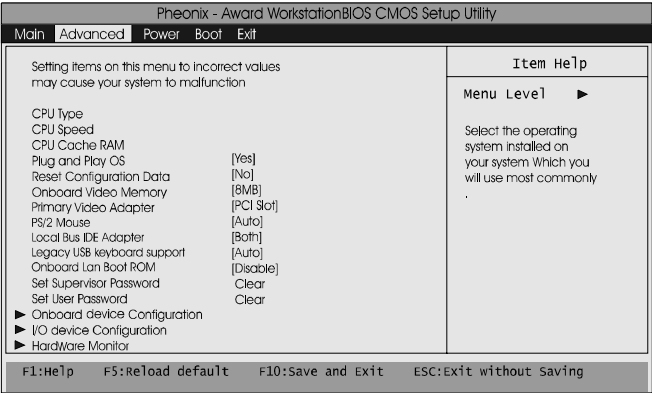 Pheonix - Award WorkstationBIOS CMOS Setup Utility
Main Advanced Power Boot Exit
Setting items on this menu to incorrect values
may cause your system to malfunction
CPU Type
CPU Speed
CPU Cache RAM
Plug and Play OS [Yes]
Reset Configuration Data [No]
Onboard Video Memory [8MB]
Primary Video Adapter [PCI Slot]
PS/2 Mouse [Auto]
Local Bus IDE Adapter [Both]
Legacy USB keyboard support [Auto]
Onboard Lan Boot ROM [Disable]
Set Supervisor Password Clear
Set User Password Clear
▶ Onboard device Configuration
▶ I/O device Configuration
▶ HardWare Monitor
Item Help
Menu Level ▶
Select the operating
system installed on
your system Which you
will use most commonly
.
F1:Help F5:Reload default F10:Save and Exit ESC:Exit without Saving